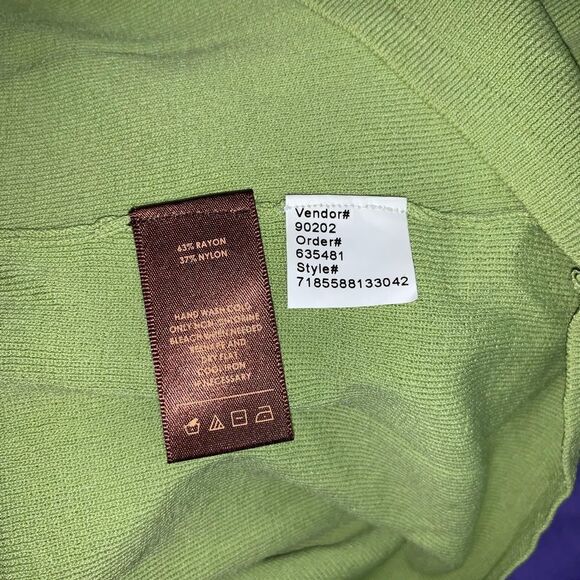 63% RAYON
37% NYLON
HAND WASH COLD
ONLY NON-CHLORINE
BLEACH IF NEEDED
RESHAPE AND
DRY FLAT
COOL IRON
IF NECESSARY
Vendor#
90202
Order#
635481
Style#
7185588133042